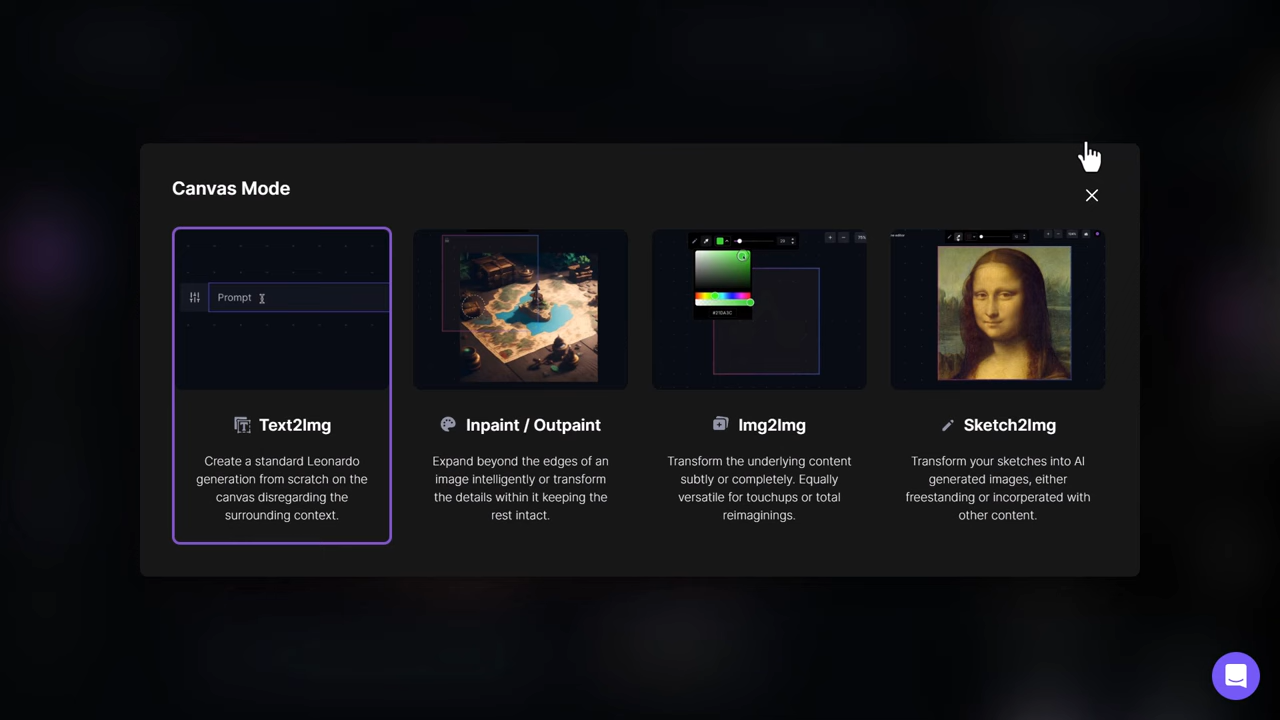 Canvas Mode
Prompt
Text2Img
Create a standard Leonardo
generation from scratch on the
canvas disregarding the
surrounding context.
Inpaint / Outpaint
Expand beyond the edges of an
image intelligently or transform
the details within it keeping the
rest intact.
Img2Img
Transform the underlying content
subtly or completely. Equally
versatile for touchups or total
reimaginings.
Sketch2Img
Transform your sketches into AI
generated images, either
freestanding or incorperated with
other content.